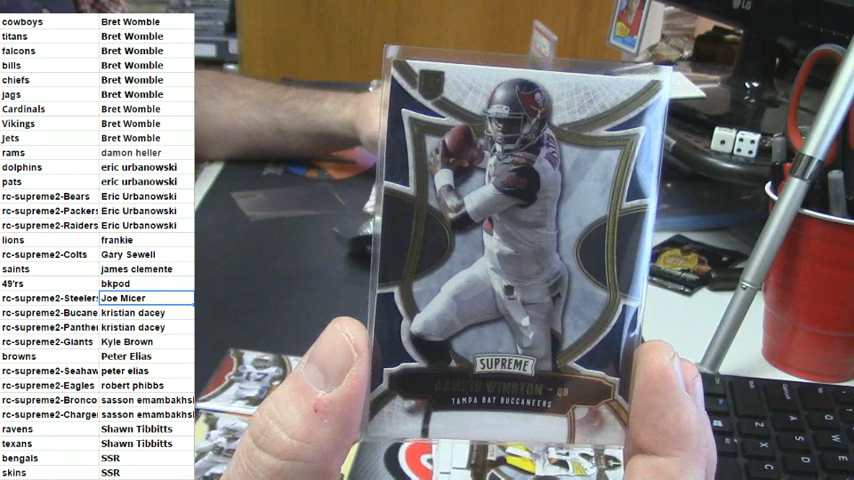 cowboys Bret Womble
titans Bret Womble
falcons Bret Womble
bills Bret Womble
chiefs Bret Womble
jags Bret Womble
Cardinals Bret Womble
Vikings Bret Womble
Jets Bret Womble
rams damon heller
dolphins eric urbanowski
pats eric urbanowski
rc-supreme2-Bears Eric Urbanowski
rc-supreme2-Packers Eric Urbanowski
rc-supreme2-Raiders Eric Urbanowski
lions frankie
rc-supreme2-Colts Gary Sewell
saints james clemente
49'rs bkpod
rc-supreme2-Steelers Joe Micer
rc-supreme2-Bucane kristian dacey
rc-supreme2-Panther kristian dacey
rc-supreme2-Giants Kyle Brown
browns Peter Elias
rc-supreme2-Seahaw peter elias
rc-supreme2-Eagles robert phibbs
rc-supreme2-Bronco sasson emambakhsh
rc-supreme2-Charger sasson emambakhsh
ravens Shawn Tibbitts
texans Shawn Tibbitts
bengals SSR
skins SSR
LG
SUPREME
JAMEIS WINSTON - QB
TAMPA BAY BUCCANEERS